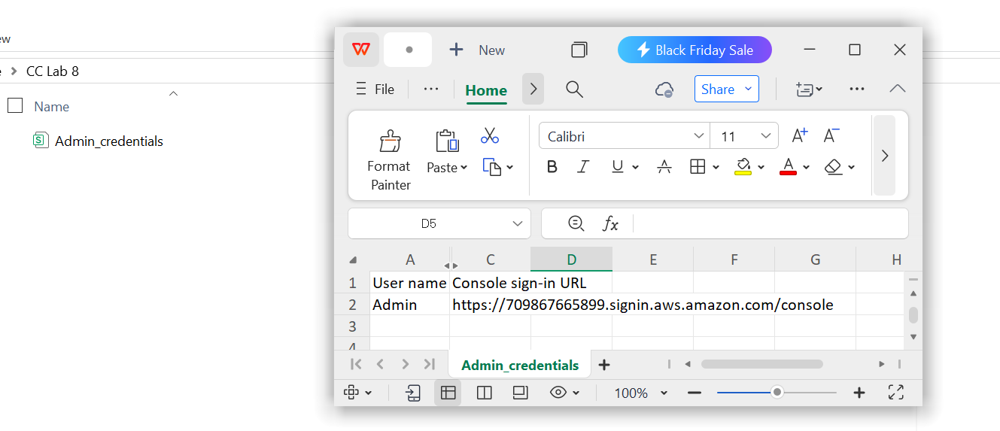 ew
CC Lab 8
Name
Admin_credentials
New
Black Friday Sale
File
Home
Share
Format Painter
Paste
Calibri
11
A+
A-
B
I
U
A
A
D5
fx
A C D E F G H
1 User name Console sign-in URL
2 Admin https://709867665899.signin.aws.amazon.com/console
3
4
Admin_credentials
100%